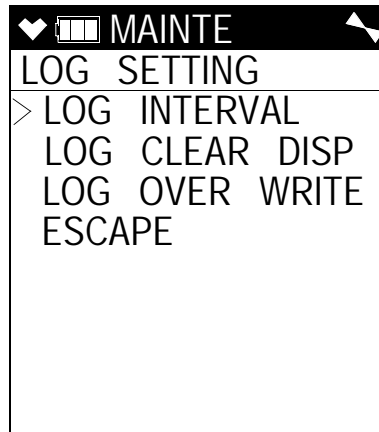 MAINTE
LOG SETTING
> LOG INTERVAL
LOG CLEAR DISP
LOG OVER WRITE
ESCAPE